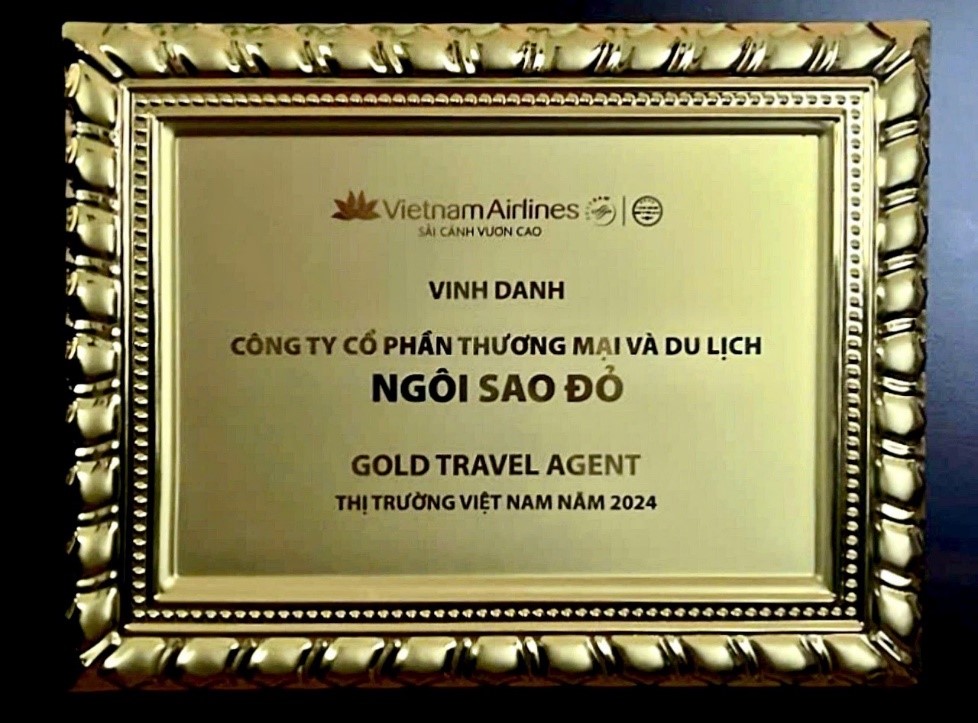 Vietnam Airlines
SẢI CÁNH VƯƠN CAO
VINH DANH
CÔNG TY CỔ PHẦN THƯƠNG MẠI VÀ DU LỊCH
NGÔI SAO ĐỎ
GOLD TRAVEL AGENT
THỊ TRƯỜNG VIỆT NAM NĂM 2024